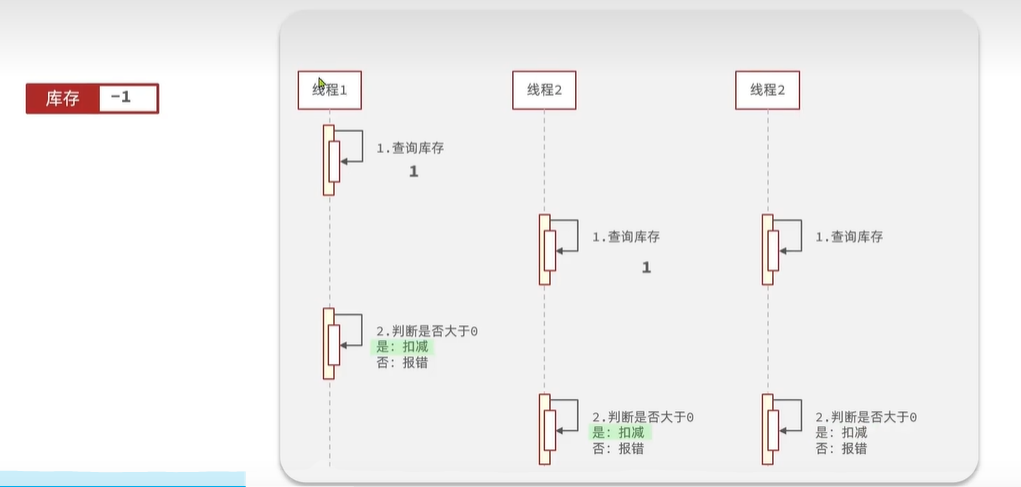 库存 -1
线程1
线程2
线程2
1.查询库存
1
1.查询库存
1
1.查询库存
2.判断是否大于0
是: 扣减
否: 报错
2.判断是否大于0
是: 扣减
否: 报错
2.判断是否大于0
是: 扣减
否: 报错